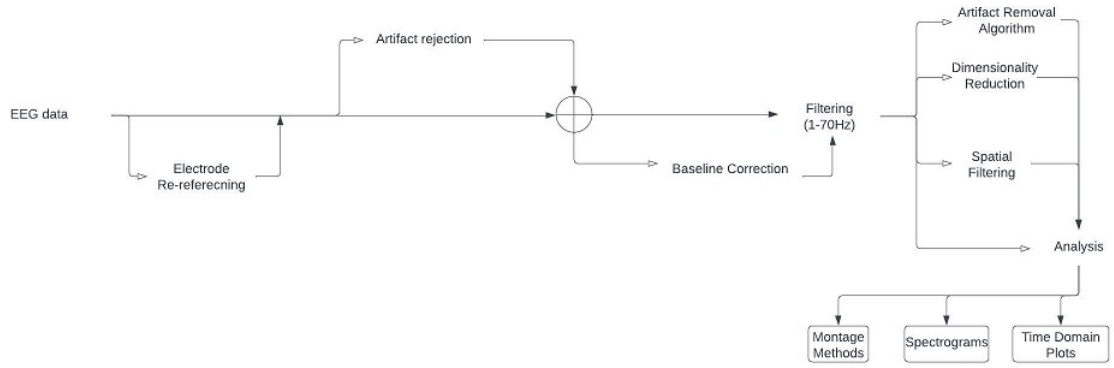 EEG data
Electrode
Re-referecning
Artifact rejection
Baseline Correction
Filtering
(1-70Hz)
Artifact Removal
Algorithm
Dimensionality
Reduction
Spatial
Filtering
Analysis
Montage
Methods
Spectrograms
Time Domain
Plots